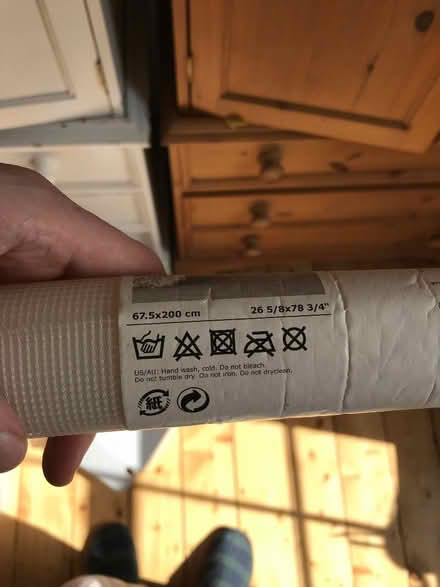 67.5x200 cm 26 5/8x78 3/4"
US/AU: Hand wash, cold. Do not bleach.
Do not tumble dry. Do not iron. Do not dryclean.
紙